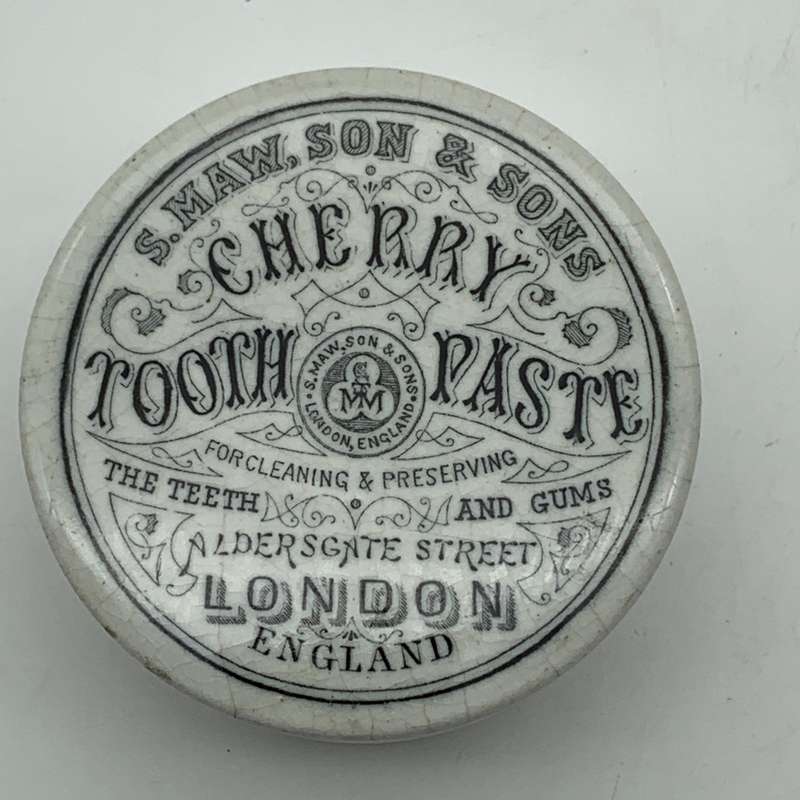 S. MAW, SON & SONS
CHERRY
TOOTH PASTE
S. MAW, SON & SONS
LONDON, ENGLAND
FOR CLEANING & PRESERVING
THE TEETH AND GUMS
ALDERSGATE STREET
LONDON
ENGLAND